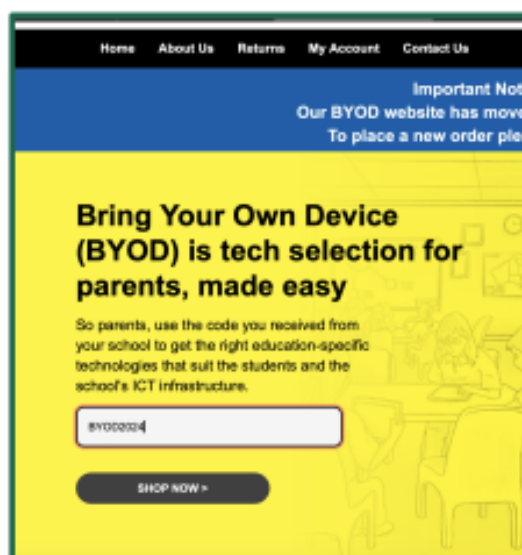 Home About Us Returns My Account Contact Us
Important Not
Our BYOD website has move
To place a new order ple
Bring Your Own Device
(BYOD) is tech selection for
parents, made easy
So parents, use the code you received from
your school to get the right education-specific
technologies that suit the students and the
school's ICT infrastructure.
BYOD2024
SHOP NOW >